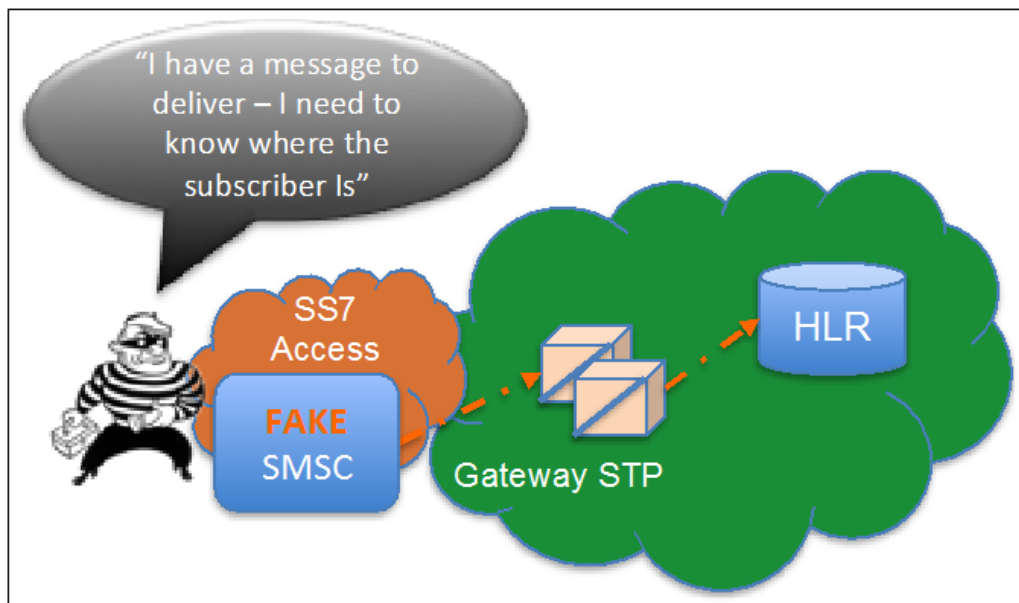 “I have a message to
deliver – I need to
know where the
subscriber Is”
SS7
Access
FAKE
SMSC
Gateway STP
HLR